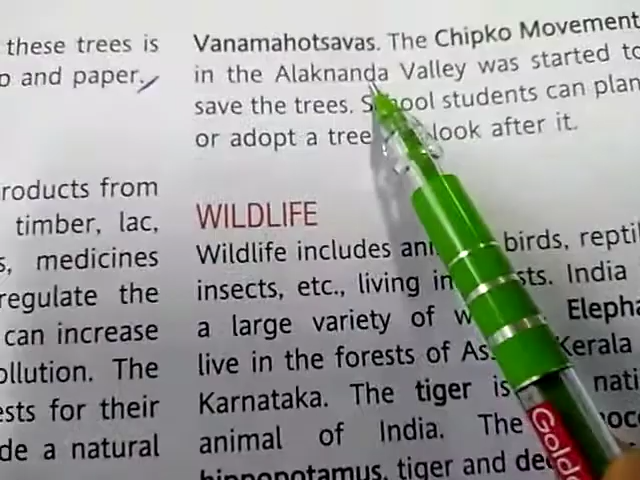 these trees is
and paper.
roducts from
timber, lac,
medicines
regulate the
can increase
ollution. The
ests for their
de a natural
Vanamahotsavas. The Chipko Movement
in the Alaknanda Valley was started to
save the trees. School students can plan
or adopt a tree look after it.
WILDLIFE
Wildlife includes birds, repti
insects, etc., living in sts. India
a large variety of Eleph
live in the forests of As Kerala
Karnataka. The tiger is nati
animal of India. The
hippopotamus, tiger and de
Gold